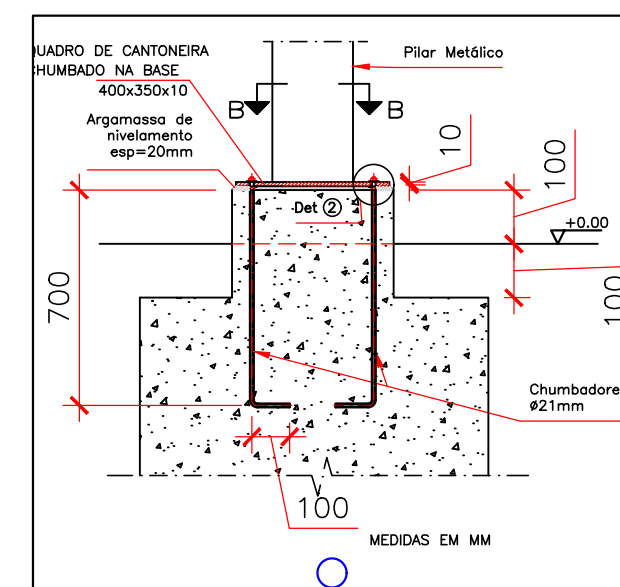 QUADRO DE CANTONEIRA
CHUMBADO NA BASE
400x350x10
Pilar Metálico
B
B
Argamassa de
nivelamento
esp=20mm
10
100
Det 2
+0.00
700
100
Chumbadore
ø21mm
100
MEDIDAS EM MM